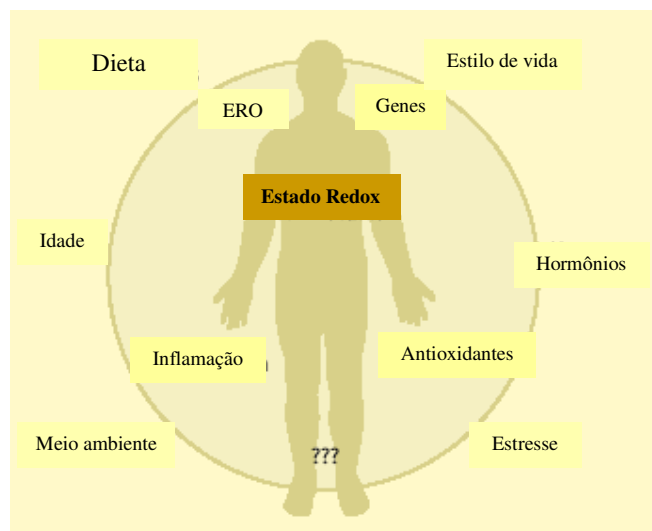 Dieta
Estilo de vida
ERO
Genes
Estado Redox
Idade
Hormônios
Inflamação
Antioxidantes
Meio ambiente
???
Estresse